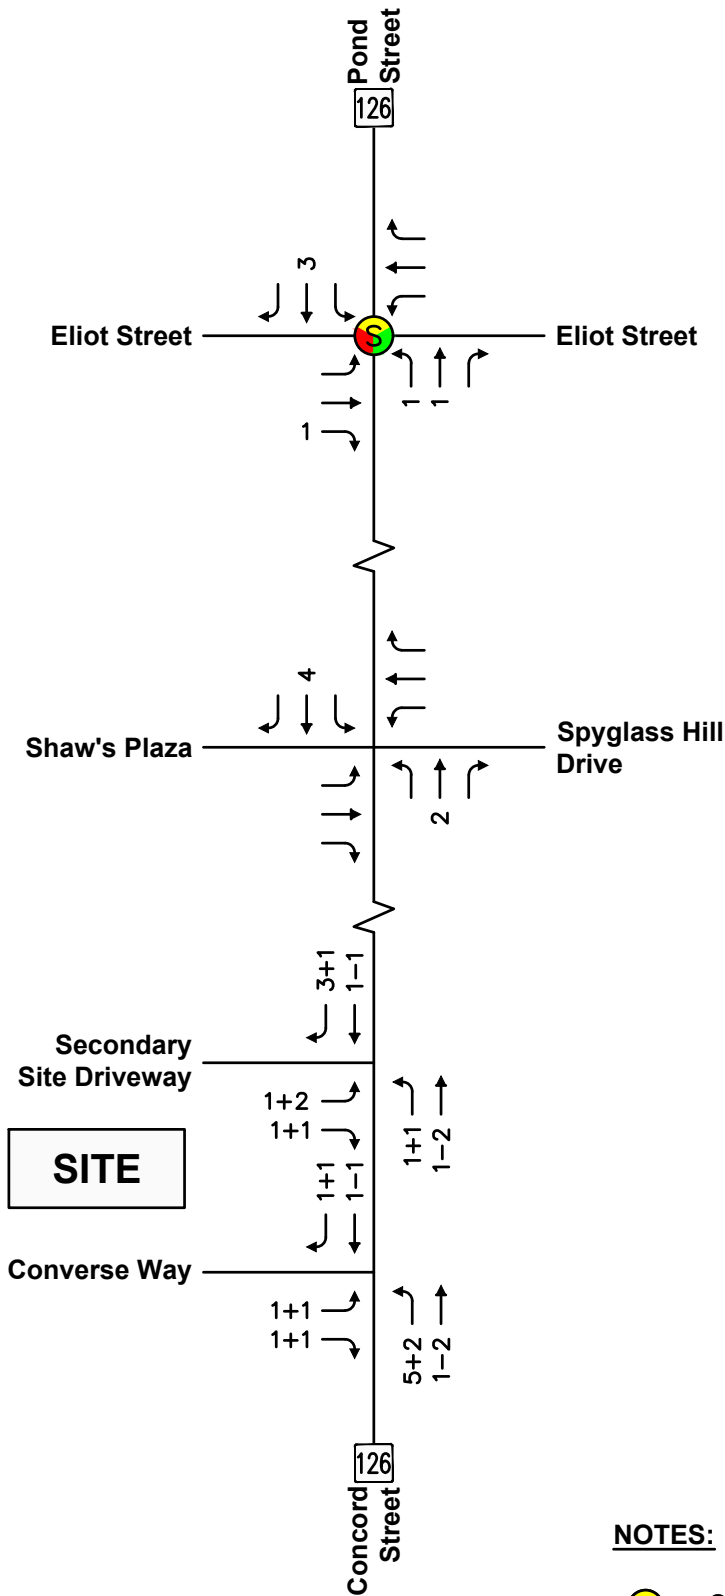 Pond
Street
126
3
S
Eliot Street
Eliot Street
1
1
1
4
Shaw's Plaza
Spyglass Hill
Drive
2
3+1
1-1
Secondary
Site Driveway
1+2
1+1
1+1
1-2
SITE
1+1
1-1
Converse Way
1+1
1+1
5+2
1-2
126
Concord
Street
NOTES: